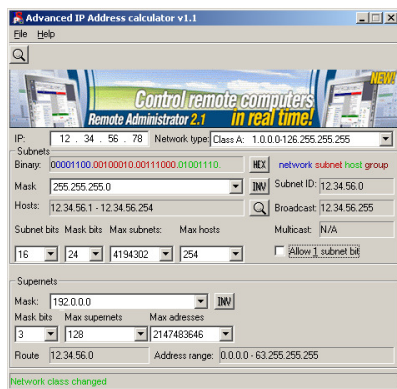 Advanced IP Address calculator v1.1
File Help
Control remote computers
Remote Administrator 2.1 in real time!
NEW!
IP: 12 . 34 . 56 . 78 Network type: Class A: 1.0.0.0-126.255.255.255
Subnets
Binary: 00001100.00100010.00111000.01001110. HEX network subnet host group
Mask 255.255.255.0 INV Subnet ID: 12.34.56.0
Hosts: 12.34.56.1 - 12.34.56.254 Broadcast: 12.34.56.255
Subnet bits Mask bits Max subnets: Max hosts Multicast: N/A
16 24 4194302 254 Allow 1 subnet bit
Supernets
Mask: 192.0.0.0 INV
Mask bits Max supernets Max adresses
3 128 2147483646
Route 12.34.56.0 Address range: 0.0.0.0 - 63.255.255.255
Network class changed